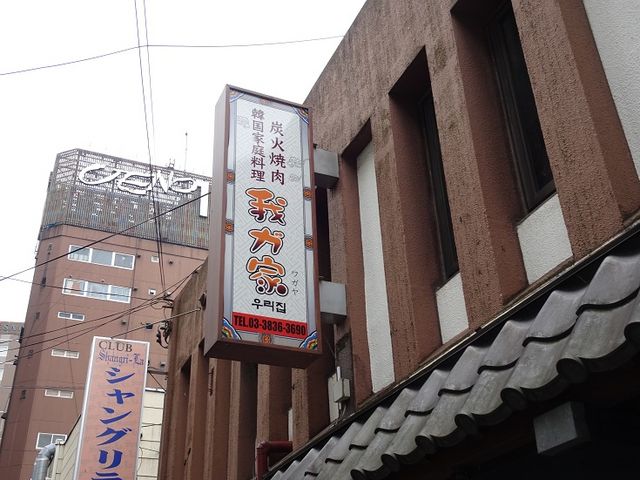 炭火焼肉
韓国家庭料理
我が家
ワガヤ
우리집
TEL.03-3836-3690
CLUB
Shangri-La
シャングリラ